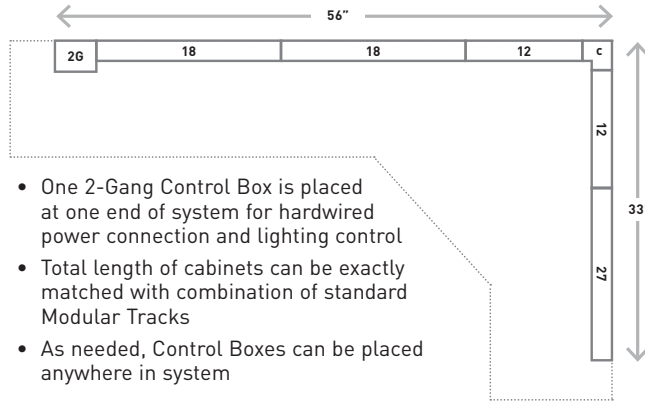 56”
2G 18 18 12 c
12
33
27
• One 2-Gang Control Box is placed
at one end of system for hardwired
power connection and lighting control
• Total length of cabinets can be exactly
matched with combination of standard
Modular Tracks
• As needed, Control Boxes can be placed
anywhere in system